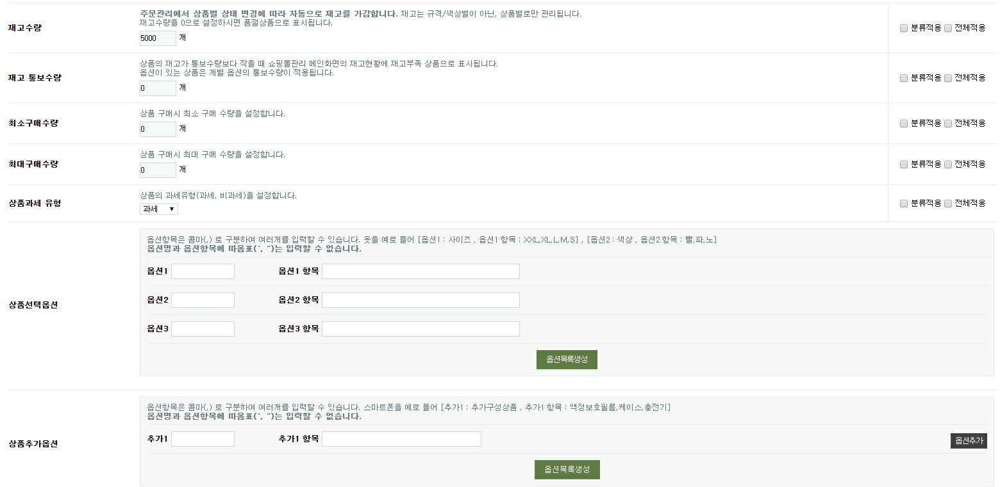 주문관리에서 상품별 상태 변경에 따라 자동으로 재고를 가감합니다. 재고는 규격/색상별이 아닌, 상품별로만 관리됩니다.
재고수량을 0으로 설정하시면 품절상품으로 표시됩니다.
재고수량
5000 개
분류적용 전체적용
상품의 재고가 통보수량보다 작을 때 쇼핑몰관리 메인화면의 재고현황에 재고부족 상품으로 표시됩니다.
옵션이 있는 상품은 개별 옵션의 통보수량이 적용됩니다.
재고 통보수량
0 개
분류적용 전체적용
상품 구매시 최소 구매 수량을 설정합니다.
최소구매수량
0 개
분류적용 전체적용
상품 구매시 최대 구매 수량을 설정합니다.
최대구매수량
0 개
분류적용 전체적용
상품의 과세유형(과세, 비과세)을 설정합니다.
상품과세 유형
과세 ▼
분류적용 전체적용
상품선택옵션
옵션항목은 콤마(,) 로 구분하여 여러개를 입력할 수 있습니다. 옷을 예로 들어 [옵션1 : 사이즈 , 옵션1 항목 : XXL,XL,L,M,S] , [옵션2 : 색상 , 옵션2 항목 : 빨,파,노]
옵션명과 옵션항목에 따옴표(', ")는 입력할 수 없습니다.
옵션1 옵션1 항목
옵션2 옵션2 항목
옵션3 옵션3 항목
옵션목록생성
상품추가옵션
옵션항목은 콤마(,) 로 구분하여 여러개를 입력할 수 있습니다. 스마트폰을 예로 들어 [추가1 : 추가구성상품 , 추가1 항목 : 액정보호필름,케이스,충전기]
옵션명과 옵션항목에 따옴표(', ")는 입력할 수 없습니다.
추가1 추가1 항목
옵션추가
옵션목록생성